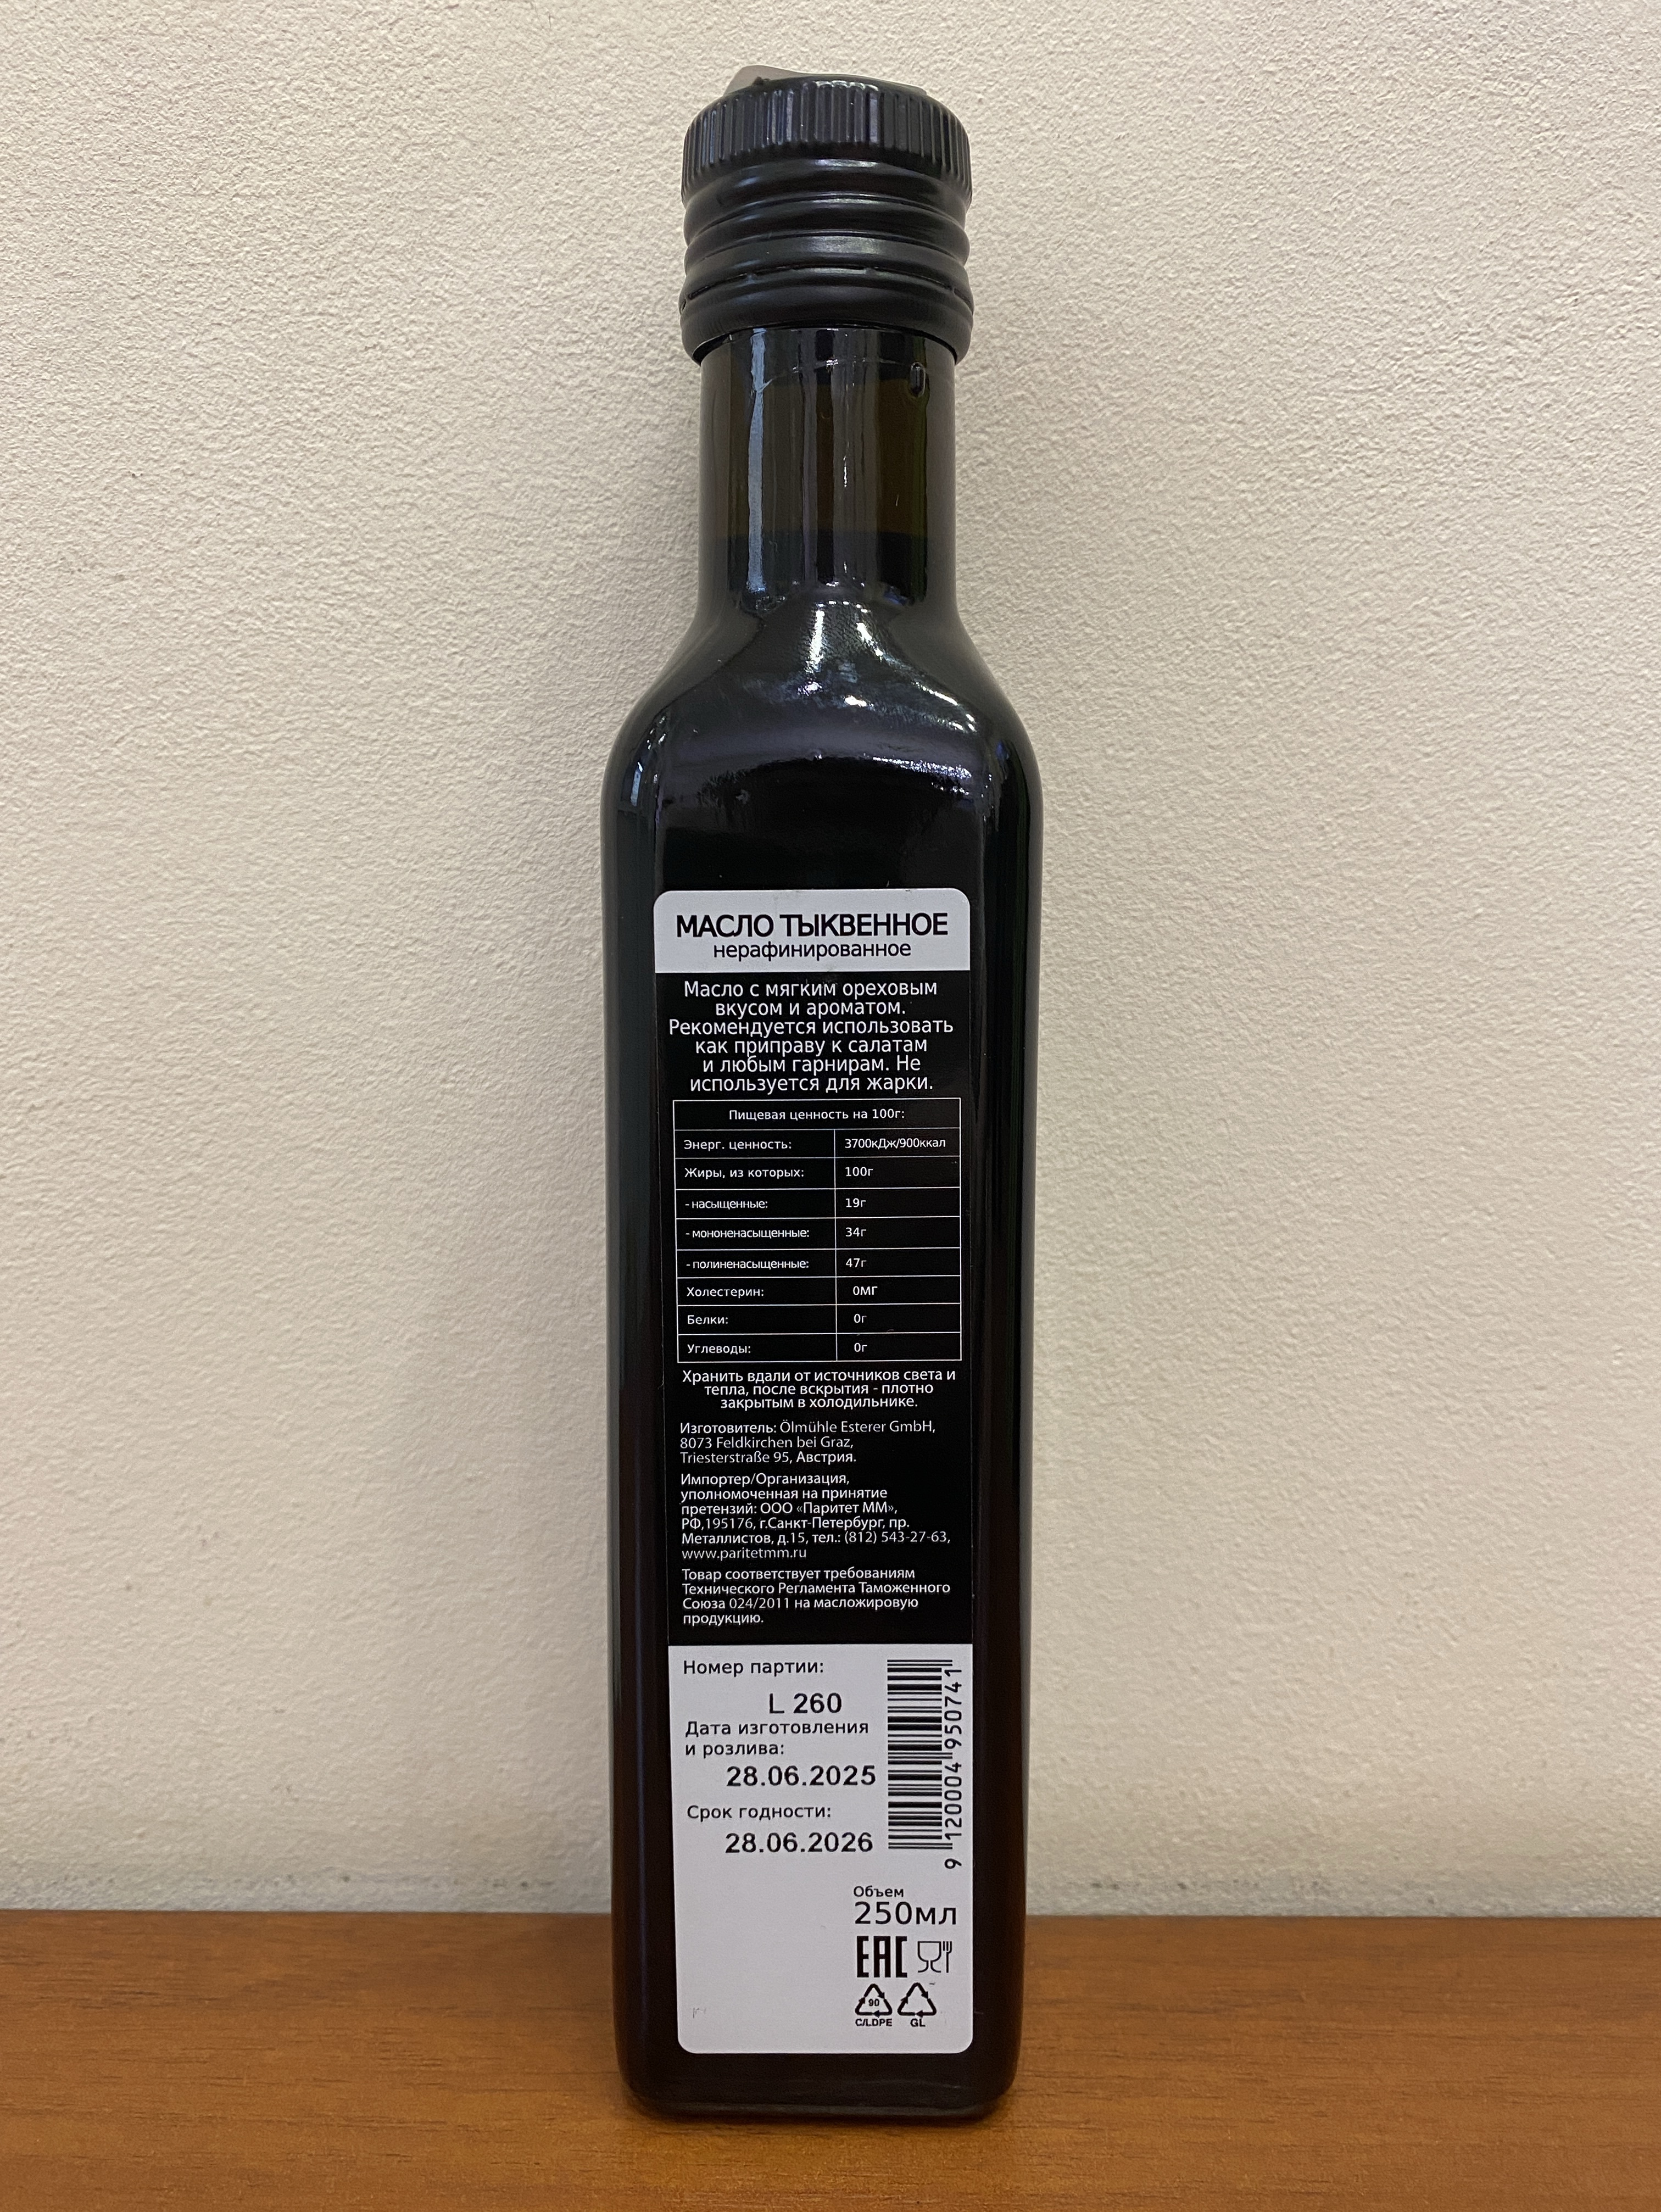 МАСЛО ТЫКВЕННОЕ
нерафинированное
Масло с мягким ореховым
вкусом и ароматом.
Рекомендуется использовать
как приправу к салатам
и любым гарнирам. Не
используется для жарки.
Пищевая ценность на 100г:
Энерг. ценность: 3700кДж/900ккал
Жиры, из которых: 100г
- насыщенные: 19г
- мононенасыщенные: 34г
- полиненасыщенные: 47г
Холестерин: 0мг
Белки: 0г
Углеводы: 0г
Хранить вдали от источников света и
тепла, после вскрытия - плотно
закрытым в холодильнике.
Изготовитель: Ölmühle Esterer GmbH,
8073 Feldkirchen bei Graz,
Triesterstraße 95, Австрия.
Импортер/Организация,
уполномоченная на принятие
претензий: ООО «Паритет ММ»,
РФ,195176, г.Санкт-Петербург, пр.
Металлистов, д.15, тел.: (812) 543-27-63,
www.paritetmm.ru
Товар соответствует требованиям
Технического Регламента Таможенного
Союза 024/2011 на масложировую
продукцию.
Номер партии:
L 260
Дата изготовления
и розлива:
28.06.2025
Срок годности:
28.06.2026
9 120004 950741
Объем
250мл
EAC
90
C/LDPE GL